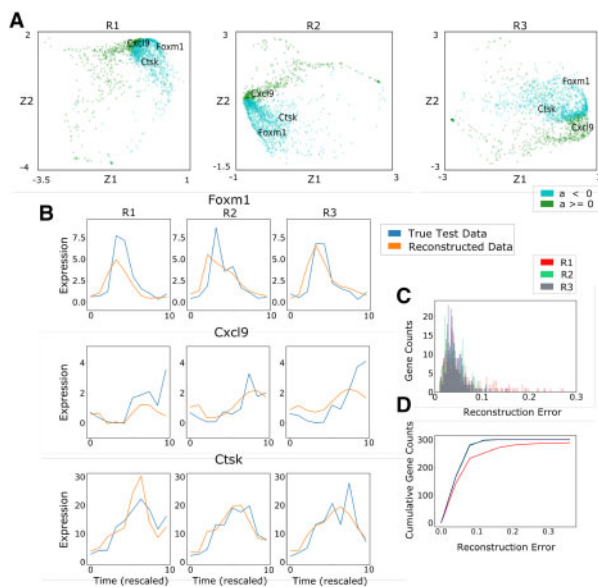 A
R1
R2
R3
2
Cxcl9
Foxm1
Ctsk
Z2
-4
-3.5
Z1
1
2
Cxcl9
Ctsk
Foxm1
Z2
-1.5
-3
Z1
3
3
Foxm1
Ctsk
Cxcl9
Z2
-3
-3
Z1
1
a < 0
a >= 0
B
Foxm1
R1
R2
R3
True Test Data
Reconstructed Data
Expression
7.5
5.0
2.5
0.0
0
10
7.5
5.0
2.5
0.0
0
10
7.5
5.0
2.5
0.0
0
10
Cxcl9
Expression
4
2
0
0
10
4
2
0
0
10
4
2
0
0
10
Ctsk
Expression
30
20
10
0
0
10
30
20
10
0
0
10
30
20
10
0
0
10
Time (rescaled)
Time (rescaled)
Time (rescaled)
R1
R2
R3
C
Gene Counts
20
15
10
5
0
0.0
0.1
0.2
0.3
Reconstruction Error
D
Cumulative Gene Counts
300
200
100
0
0.0
0.1
0.2
0.3
Reconstruction Error